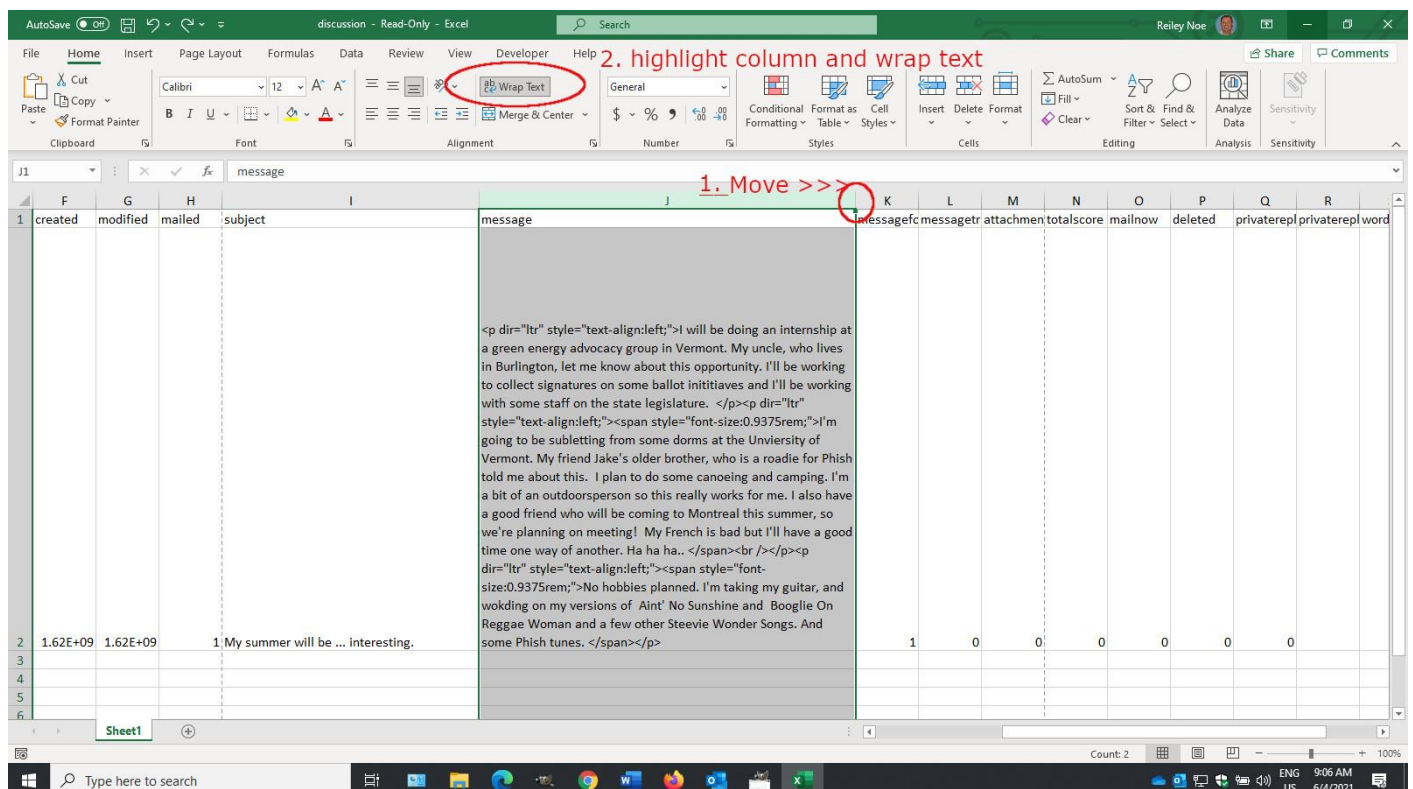 AutoSave Off discussion - Read-Only - Excel Search Reiley Noe
File Home Insert Page Layout Formulas Data Review View Developer Help Share Comments
2. highlight column and wrap text
Cut
Copy
Format Painter
Paste
Clipboard
Calibri 12 A^ A˅
B I U A
Font
ab Wrap Text
Merge & Center
Alignment
General
$ % 9 .00
Number
Conditional Formatting
Format as Table
Cell Styles
Styles
Insert Delete Format
Cells
AutoSum
Fill
Clear
Sort & Filter
Find & Select
Editing
Analyze Data
Analysis
Sensitivity
Sensitivity
J1 fx message
1. Move >>>
F G H I J K L M N O P Q R
1 created modified mailed subject message messagefc messagetr attachmen totalscore mailnow deleted privaterepl privaterepl word
<p dir="ltr" style="text-align:left;">I will be doing an internship at
a green energy advocacy group in Vermont. My uncle, who lives
in Burlington, let me know about this opportunity. I'll be working
to collect signatures on some ballot inititiaves and I'll be working
with some staff on the state legislature.  </p><p dir="ltr"
style="text-align:left;"><span style="font-size:0.9375rem;">I'm
going to be subletting from some dorms at the Unviersity of
Vermont. My friend Jake's older brother, who is a roadie for Phish
told me about this.  I plan to do some canoeing and camping. I'm
a bit of an outdoorsperson so this really works for me. I also have
a good friend who will be coming to Montreal this summer, so
we're planning on meeting!  My French is bad but I'll have a good
time one way of another. Ha ha ha.. </span><br /></p><p
dir="ltr" style="text-align:left;"><span style="font-
size:0.9375rem;">No hobbies planned. I'm taking my guitar, and
wokding on my versions of  Aint' No Sunshine and  Booglie On
Reggae Woman and a few other Steevie Wonder Songs. And
2 1.62E+09 1.62E+09 1 My summer will be ... interesting. some Phish tunes. </span></p> 1 0 0 0 0 0 0
3
4
5
6
Sheet1
Count: 2 100%
Type here to search
ENG 9:06 AM
US 6/4/2021